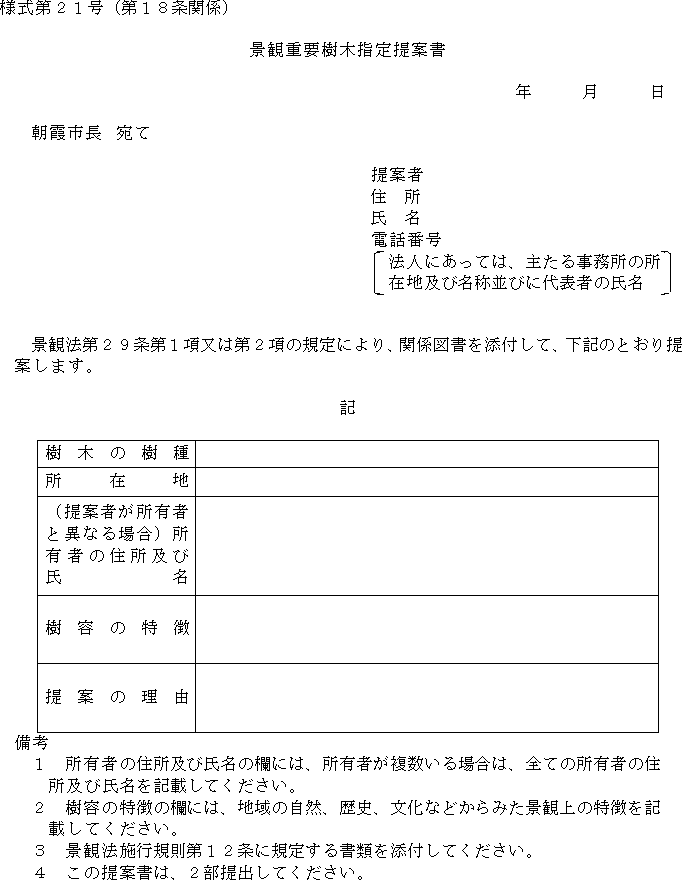 様式第２１号（第１８条関係）
景観重要樹木指定提案書
年　　　月　　　日
朝霞市長　宛て
提案者
住　所
氏　名
電話番号
法人にあっては、主たる事務所の所
在地及び名称並びに代表者の氏名
景観法第２９条第１項又は第２項の規定により、関係図書を添付して、下記のとおり提
案します。
記
樹木の樹種
所在地
（提案者が所有者
と異なる場合）所
有者の住所及び
氏名
樹容の特徴
提案の理由
備考
１　所有者の住所及び氏名の欄には、所有者が複数いる場合は、全ての所有者の住
所及び氏名を記載してください。
２　樹容の特徴の欄には、地域の自然、歴史、文化などからみた景観上の特徴を記
載してください。
３　景観法施行規則第１２条に規定する書類を添付してください。
４　この提案書は、２部提出してください。